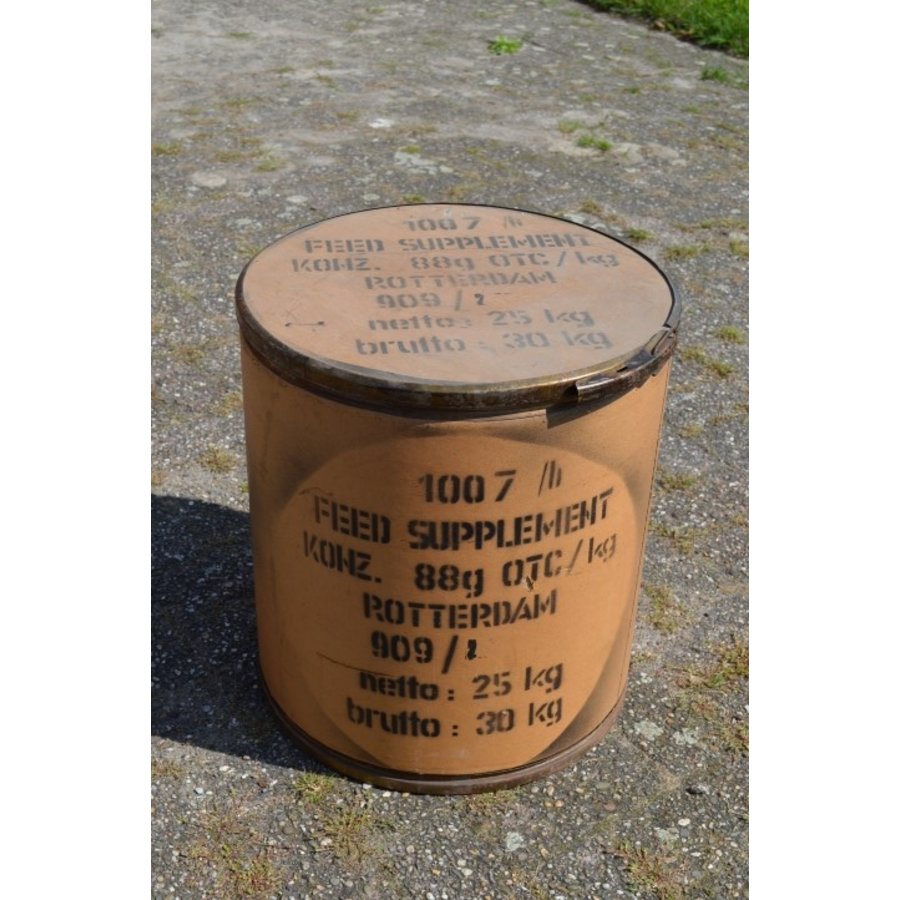 1007 /h
FEED SUPPLEMENT
KONZ. 88g OTC/kg
ROTTERDAM
909/1
netto: 25 kg
brutto: 30 kg
1007 /h
FEED SUPPLEMENT
KONZ. 88g OTC/kg
ROTTERDAM
909/
netto: 25 kg
brutto: 30 kg